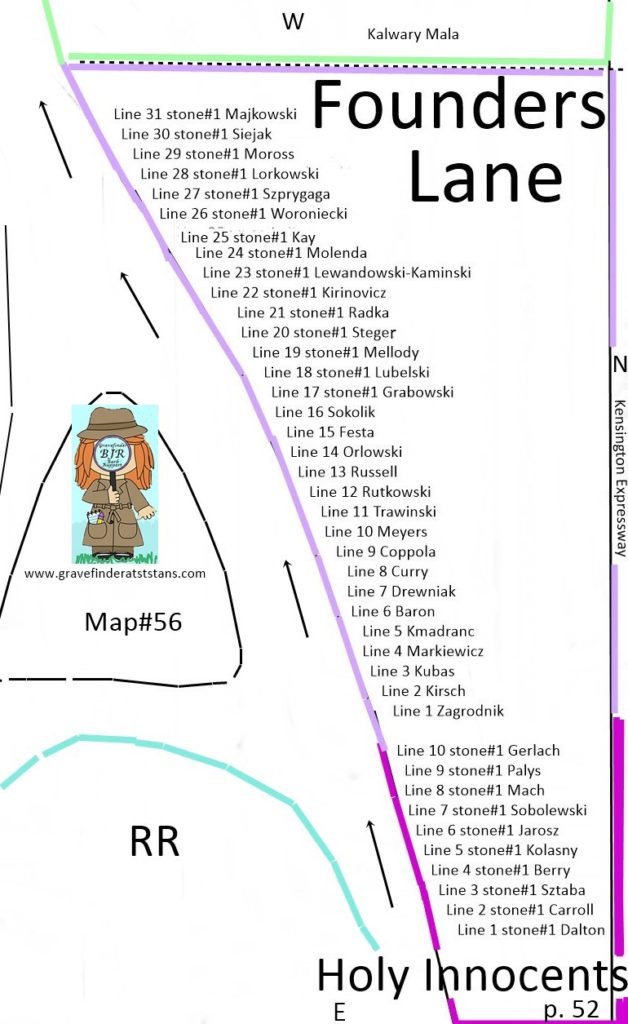 W
Kalwary Mala
Founders
Lane
Line 31 stone#1 Majkowski
Line 30 stone#1 Siejak
Line 29 stone#1 Moross
Line 28 stone#1 Lorkowski
Line 27 stone#1 Szprygaga
Line 26 stone#1 Woroniecki
Line 25 stone#1 Kay
Line 24 stone#1 Molenda
Line 23 stone#1 Lewandowski-Kaminski
Line 22 stone#1 Kirinovicz
Line 21 stone#1 Radka
Line 20 stone#1 Steger
Line 19 stone#1 Mellody
Line 18 stone#1 Lubelski
Line 17 stone#1 Grabowski
Line 16 Sokolik
Line 15 Festa
Line 14 Orlowski
Line 13 Russell
Line 12 Rutkowski
Line 11 Trawinski
Line 10 Meyers
Line 9 Coppola
Line 8 Curry
Line 7 Drewniak
Line 6 Baron
Line 5 Kmadranc
Line 4 Markiewicz
Line 3 Kubas
Line 2 Kirsch
Line 1 Zagrodnik
N
Kensington Expressway
Gravefinder
BJR
www.gravefinderatststans.com
Map#56
RR
Line 10 stone#1 Gerlach
Line 9 stone#1 Palys
Line 8 stone#1 Mach
Line 7 stone#1 Sobolewski
Line 6 stone#1 Jarosz
Line 5 stone#1 Kolasny
Line 4 stone#1 Berry
Line 3 stone#1 Sztaba
Line 2 stone#1 Carroll
Line 1 stone#1 Dalton
Holy Innocents
E
p. 52